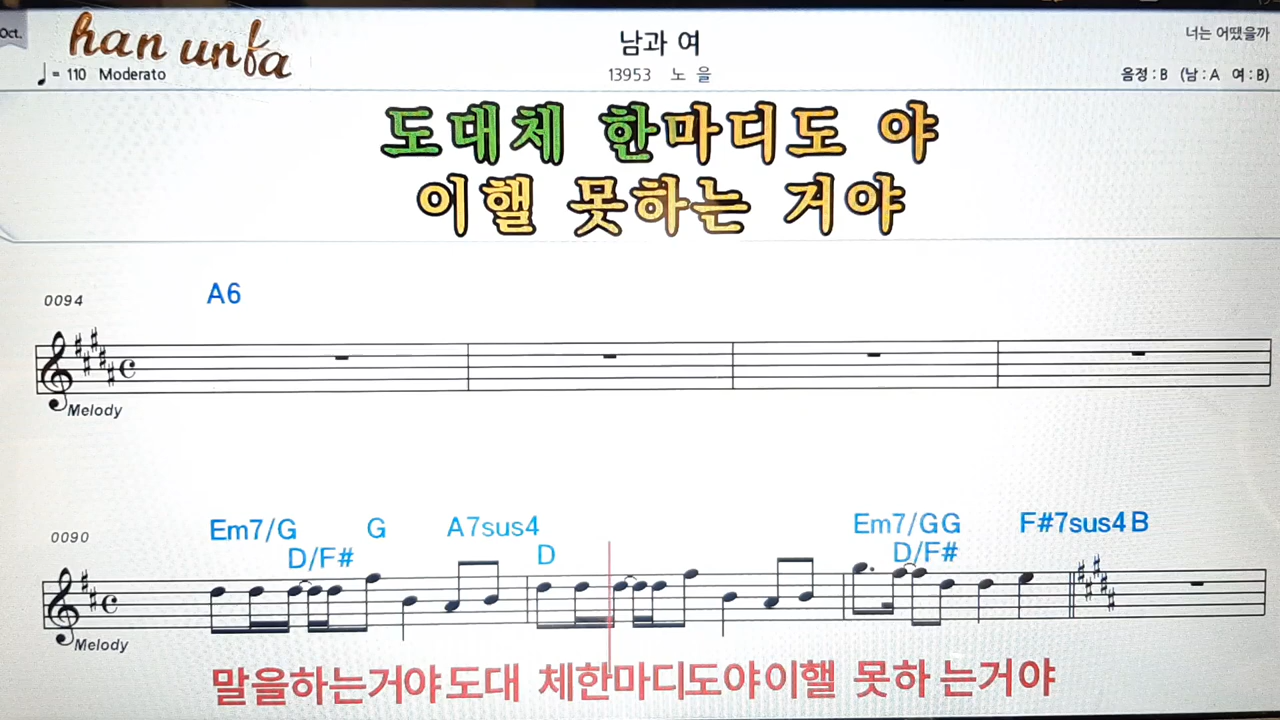 Oct.
han unfa
♩= 110 Moderato
남과 여
13953 노 을
너는 어땠을까
음정 : B (남 : A 여 : B)
도대체 한마디도 야
이핼 못하는 거야
0094
A6
Melody
0090
Em7/G G A7sus4 Em7/GG F#7sus4 B
D/F# D D/F#
Melody
말을하는거야도대 체한마디도야이핼 못하 는거야